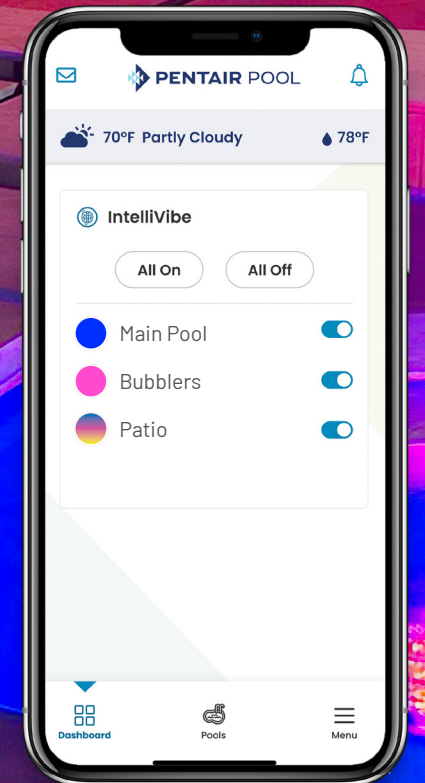 PENTAIR POOL
70°F Partly Cloudy 78°F
IntelliVibe
All On All Off
Main Pool
Bubblers
Patio
Dashboard Pools Menu